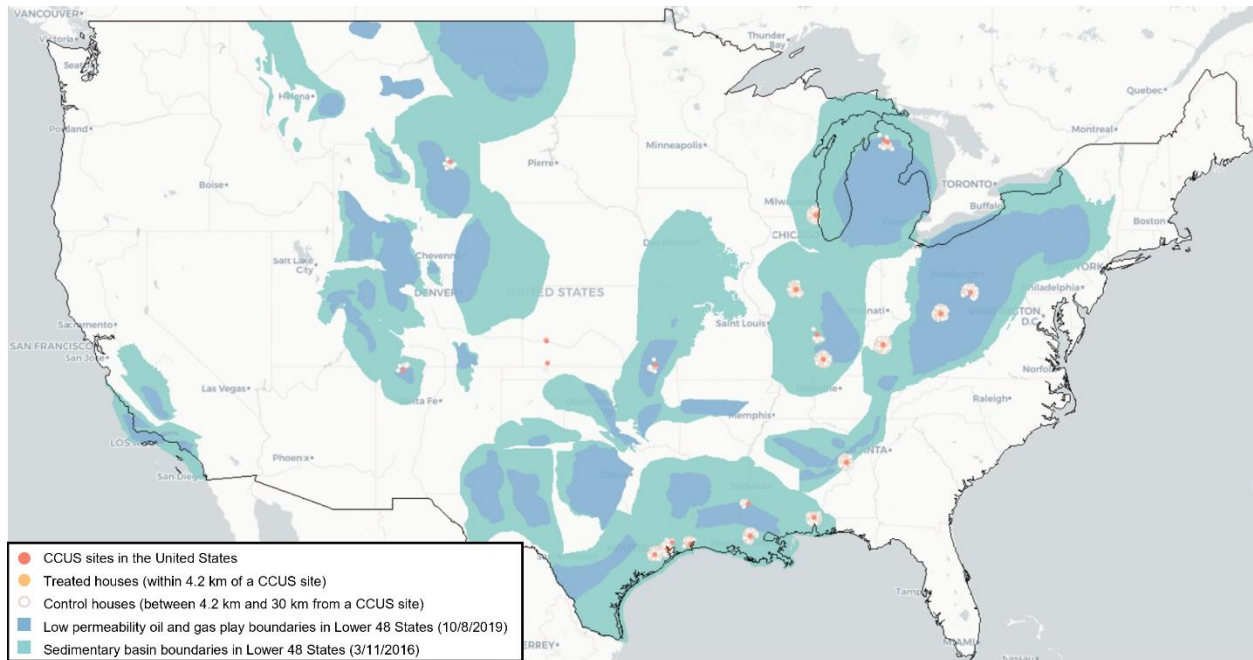 VANCOUVER
Victoria
Thunder
Bay
Quebec
Helena
Portland
Montreal
Minneapolis
Pierre
TORONTO
Boise
Buffalo
Boston
CHICAGO
Salt Lake
City
Cheyenne
DENVER
UNITED STATES
Pittsburgh
Philadelphia
WASHINGTON
D.C.
Sacramento
Saint Louis
SAN FRANCISCO
San Jose
Las Vegas
Norfolk
Santa Fe
Raleigh
Memphis
Phoenix
San Diego
Tampa
MIAMI
Nassau
CCUS sites in the United States
Treated houses (within 4.2 km of a CCUS site)
Control houses (between 4.2 km and 30 km from a CCUS site)
Low permeability oil and gas play boundaries in Lower 48 States (10/8/2019)
Sedimentary basin boundaries in Lower 48 States (3/11/2016)